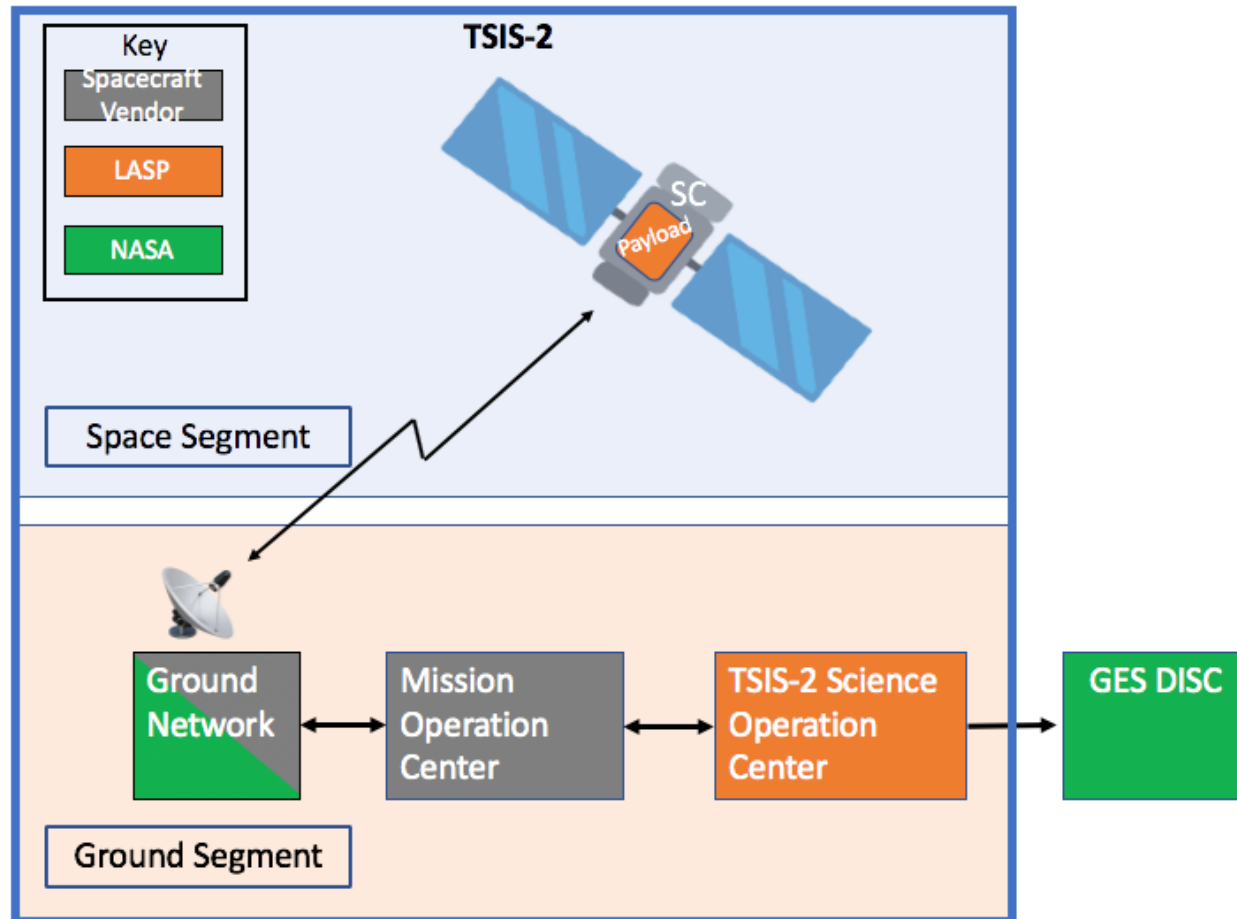 TSIS-2
Key
Spacecraft
Vendor
LASP
NASA
SC
Payload
Space Segment
Ground
Network
Mission
Operation
Center
TSIS-2 Science
Operation
Center
GES DISC
Ground Segment